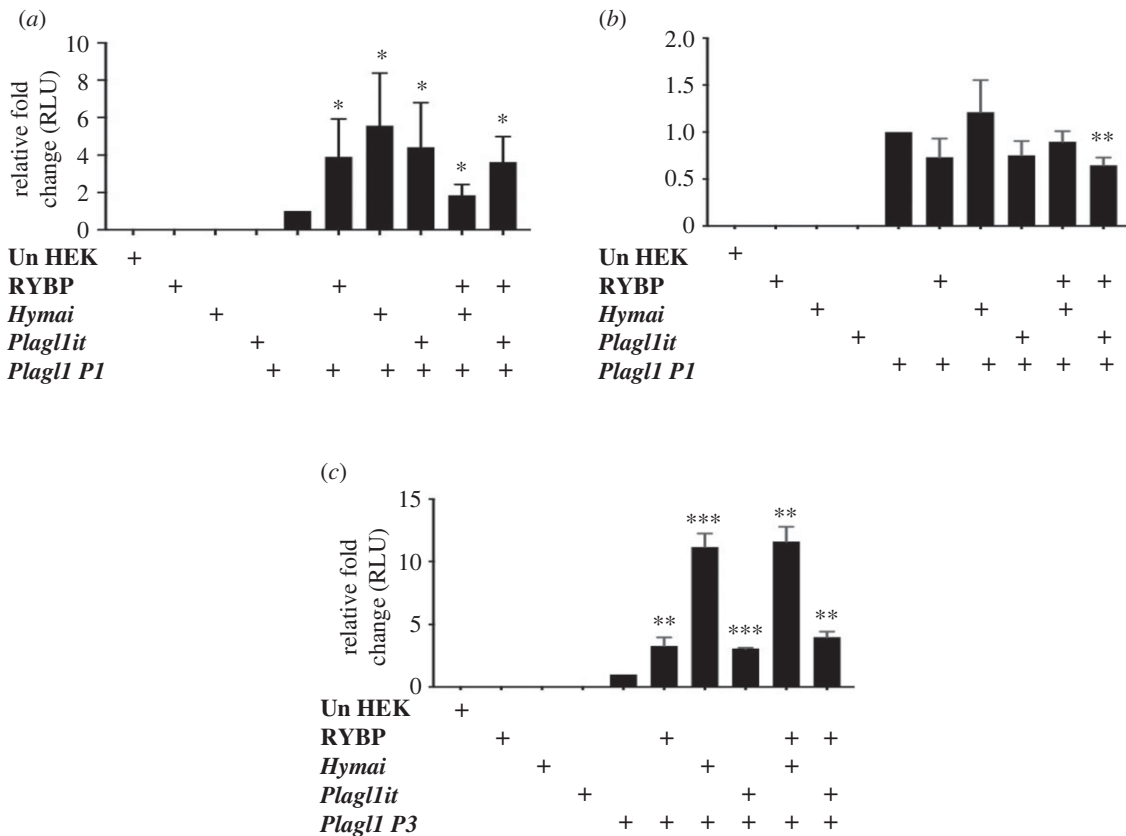 (a)
relative fold
change (RLU)
10
8
6
4
2
0
* * * * *
Un HEK +
RYBP + + + +
Hymai + + +
Plagl1it + + +
Plagl1 P1 + + + + + +
(b)
2.0
1.5
1.0
0.5
0
**
Un HEK +
RYBP + + + +
Hymai + + +
Plagl1it + + +
Plagl1 P1 + + + + + +
(c)
relative fold
change (RLU)
15
10
5
0
** *** *** ** **
Un HEK +
RYBP + + + +
Hymai + + +
Plagl1it + + +
Plagl1 P3 + + + + + +